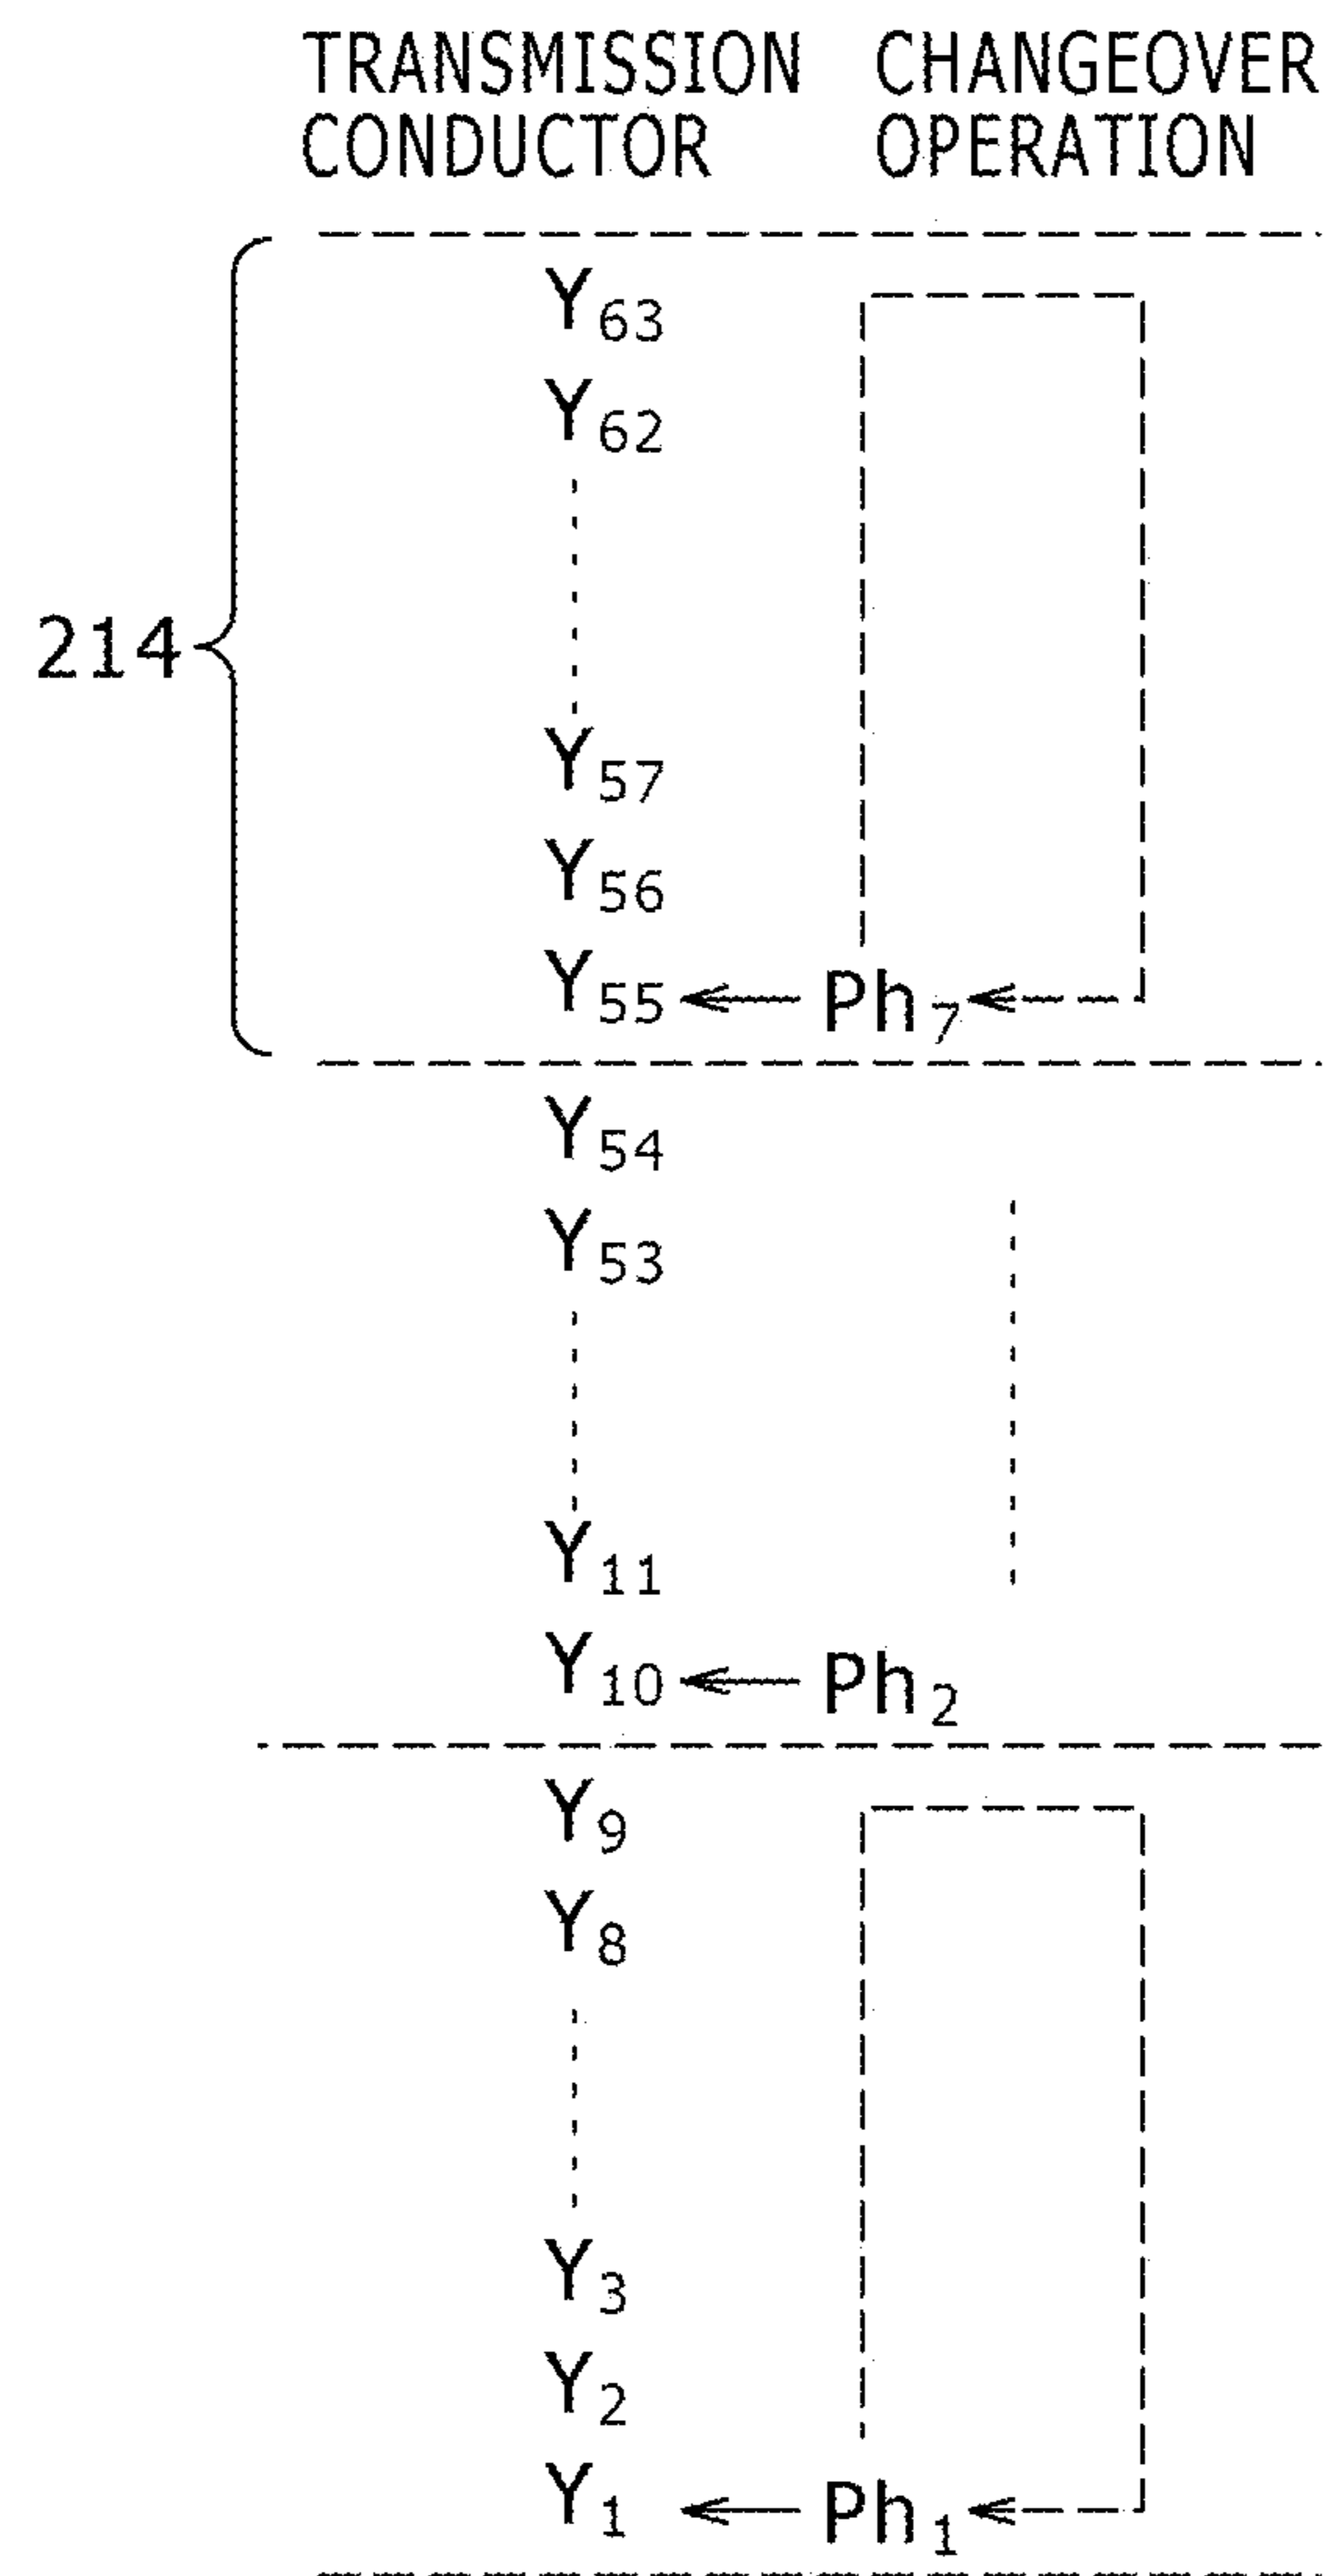 TRANSMISSION CHANGEOVER
CONDUCTOR OPERATION
Y63
Y62
214
Y57
Y56
Y55 Ph7
Y54
Y53
Y11
Y10 Ph2
Y9
Y8
Y3
Y2
Y1 Ph1